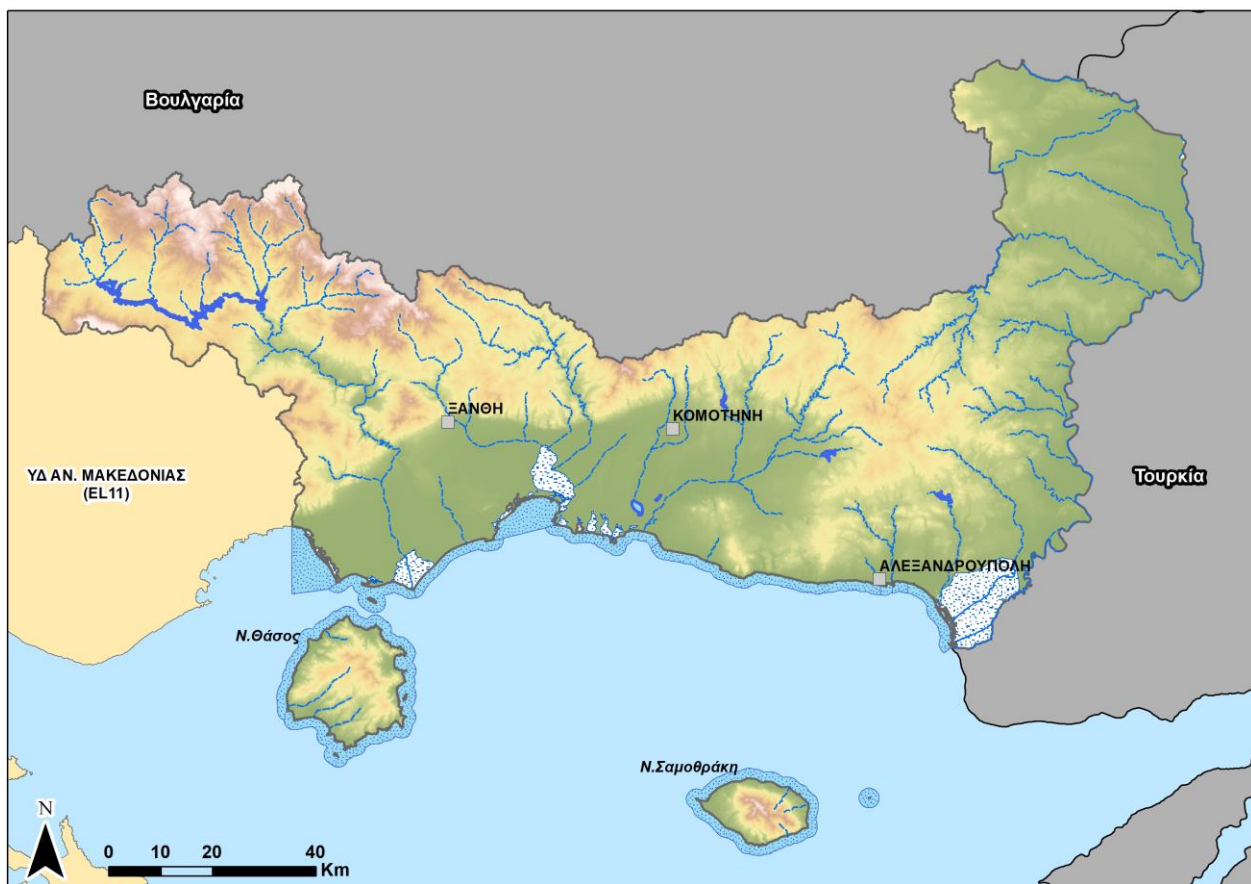 Βουλγαρία
ΞΑΝΘΗ
ΚΟΜΟΤΗΝΗ
ΥΔ ΑΝ. ΜΑΚΕΔΟΝΙΑΣ
(EL11)
Τουρκία
ΑΛΕΞΑΝΔΡΟΥΠΟΛΗ
Ν.Θάσος
Ν.Σαμοθράκη
N
0 10 20 40
Km